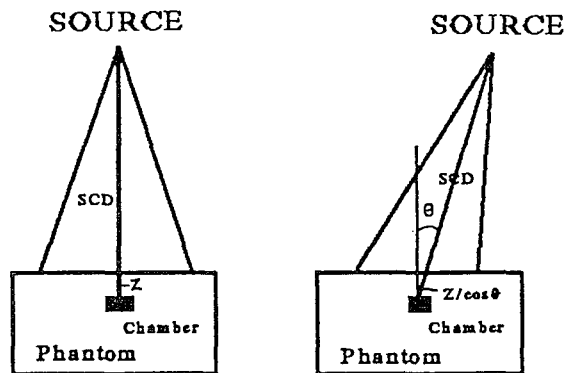 SOURCE
SCD
Z
Chamber
Phantom
SOURCE
SCD
θ
Z/cosθ
Chamber
Phantom